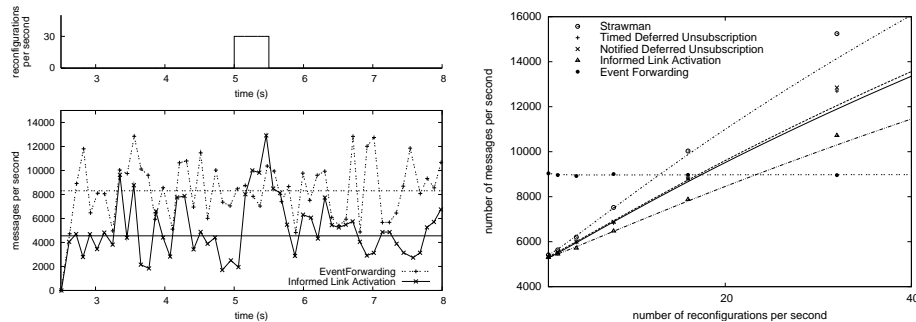 reconfigurations
per second
30
0
3 4 5 6 7 8
time (s)
messages per second
14000
12000
10000
8000
6000
4000
2000
0
EventForwarding
Informed Link Activation
3 4 5 6 7 8
time (s)
number of messages per second
16000
14000
12000
10000
8000
6000
4000
Strawman
Timed Deferred Unsubscription
Notified Deferred Unsubscription
Informed Link Activation
Event Forwarding
20 40
number of reconfigurations per second